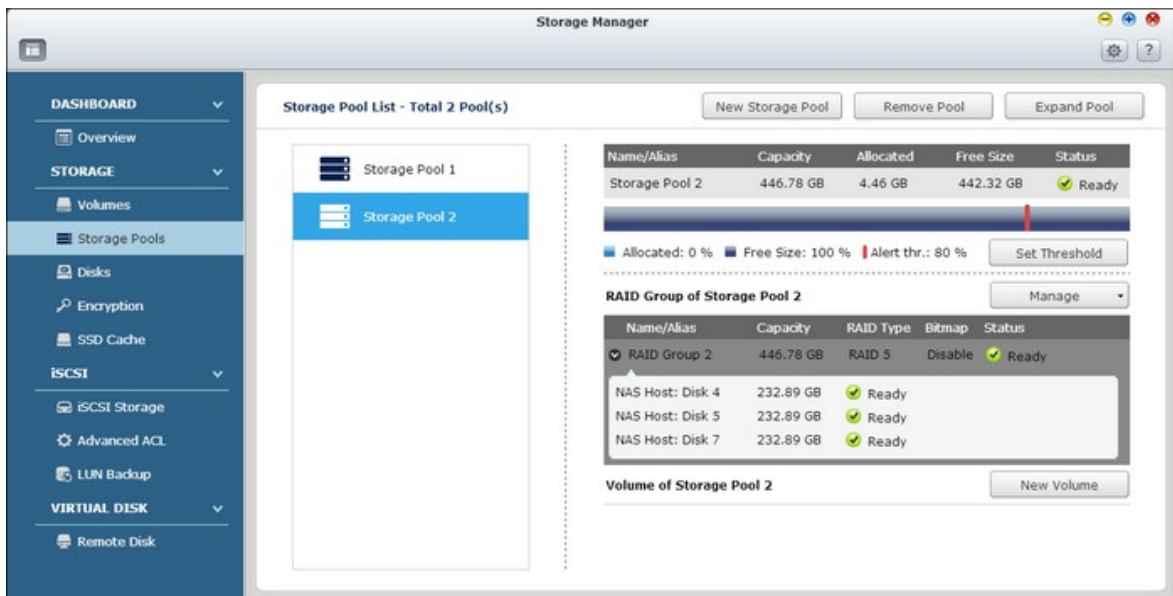 Storage Manager
?
DASHBOARD
Overview
STORAGE
Volumes
Storage Pools
Disks
Encryption
SSD Cache
iSCSI
iSCSI Storage
Advanced ACL
LUN Backup
VIRTUAL DISK
Remote Disk
Storage Pool List - Total 2 Pool(s)
New Storage Pool Remove Pool Expand Pool
Storage Pool 1
Storage Pool 2
Name/Alias Capacity Allocated Free Size Status
Storage Pool 2 446.78 GB 4.46 GB 442.32 GB Ready
Allocated: 0 % Free Size: 100 % Alert thr.: 80 % Set Threshold
RAID Group of Storage Pool 2 Manage
Name/Alias Capacity RAID Type Bitmap Status
RAID Group 2 446.78 GB RAID 5 Disable Ready
NAS Host: Disk 4 232.89 GB Ready
NAS Host: Disk 5 232.89 GB Ready
NAS Host: Disk 7 232.89 GB Ready
Volume of Storage Pool 2 New Volume